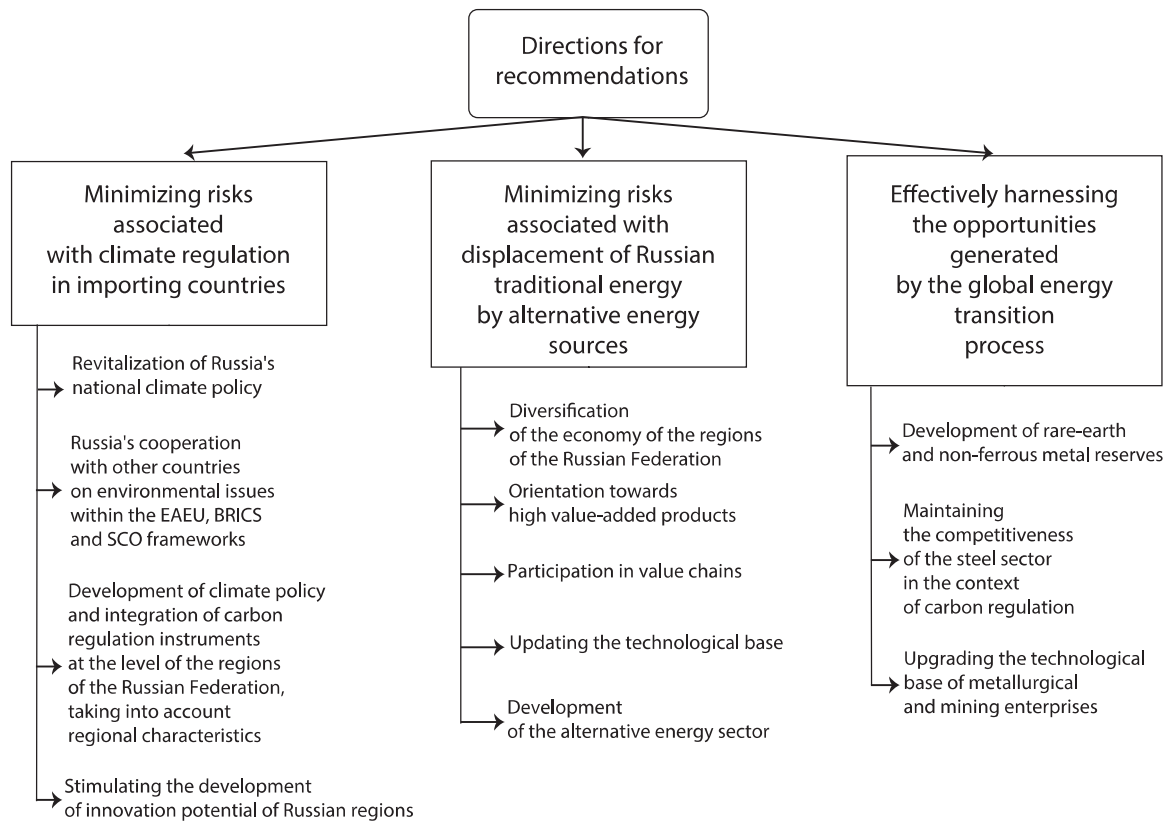 Directions for
recommendations
Minimizing risks
associated
with climate regulation
in importing countries
Revitalization of Russia's
national climate policy
Russia's cooperation
with other countries
on environmental issues
within the EAEU, BRICS
and SCO frameworks
Development of climate policy
and integration of carbon
regulation instruments
at the level of the regions
of the Russian Federation,
taking into account
regional characteristics
Stimulating the development
of innovation potential of Russian regions
Minimizing risks
associated with
displacement of Russian
traditional energy
by alternative energy
sources
Diversification
of the economy of the regions
of the Russian Federation
Orientation towards
high value-added products
Participation in value chains
Updating the technological base
Development
of the alternative energy sector
Effectively harnessing
the opportunities
generated
by the global energy
transition
process
Development of rare-earth
and non-ferrous metal reserves
Maintaining
the competitiveness
of the steel sector
in the context
of carbon regulation
Upgrading the technological
base of metallurgical
and mining enterprises